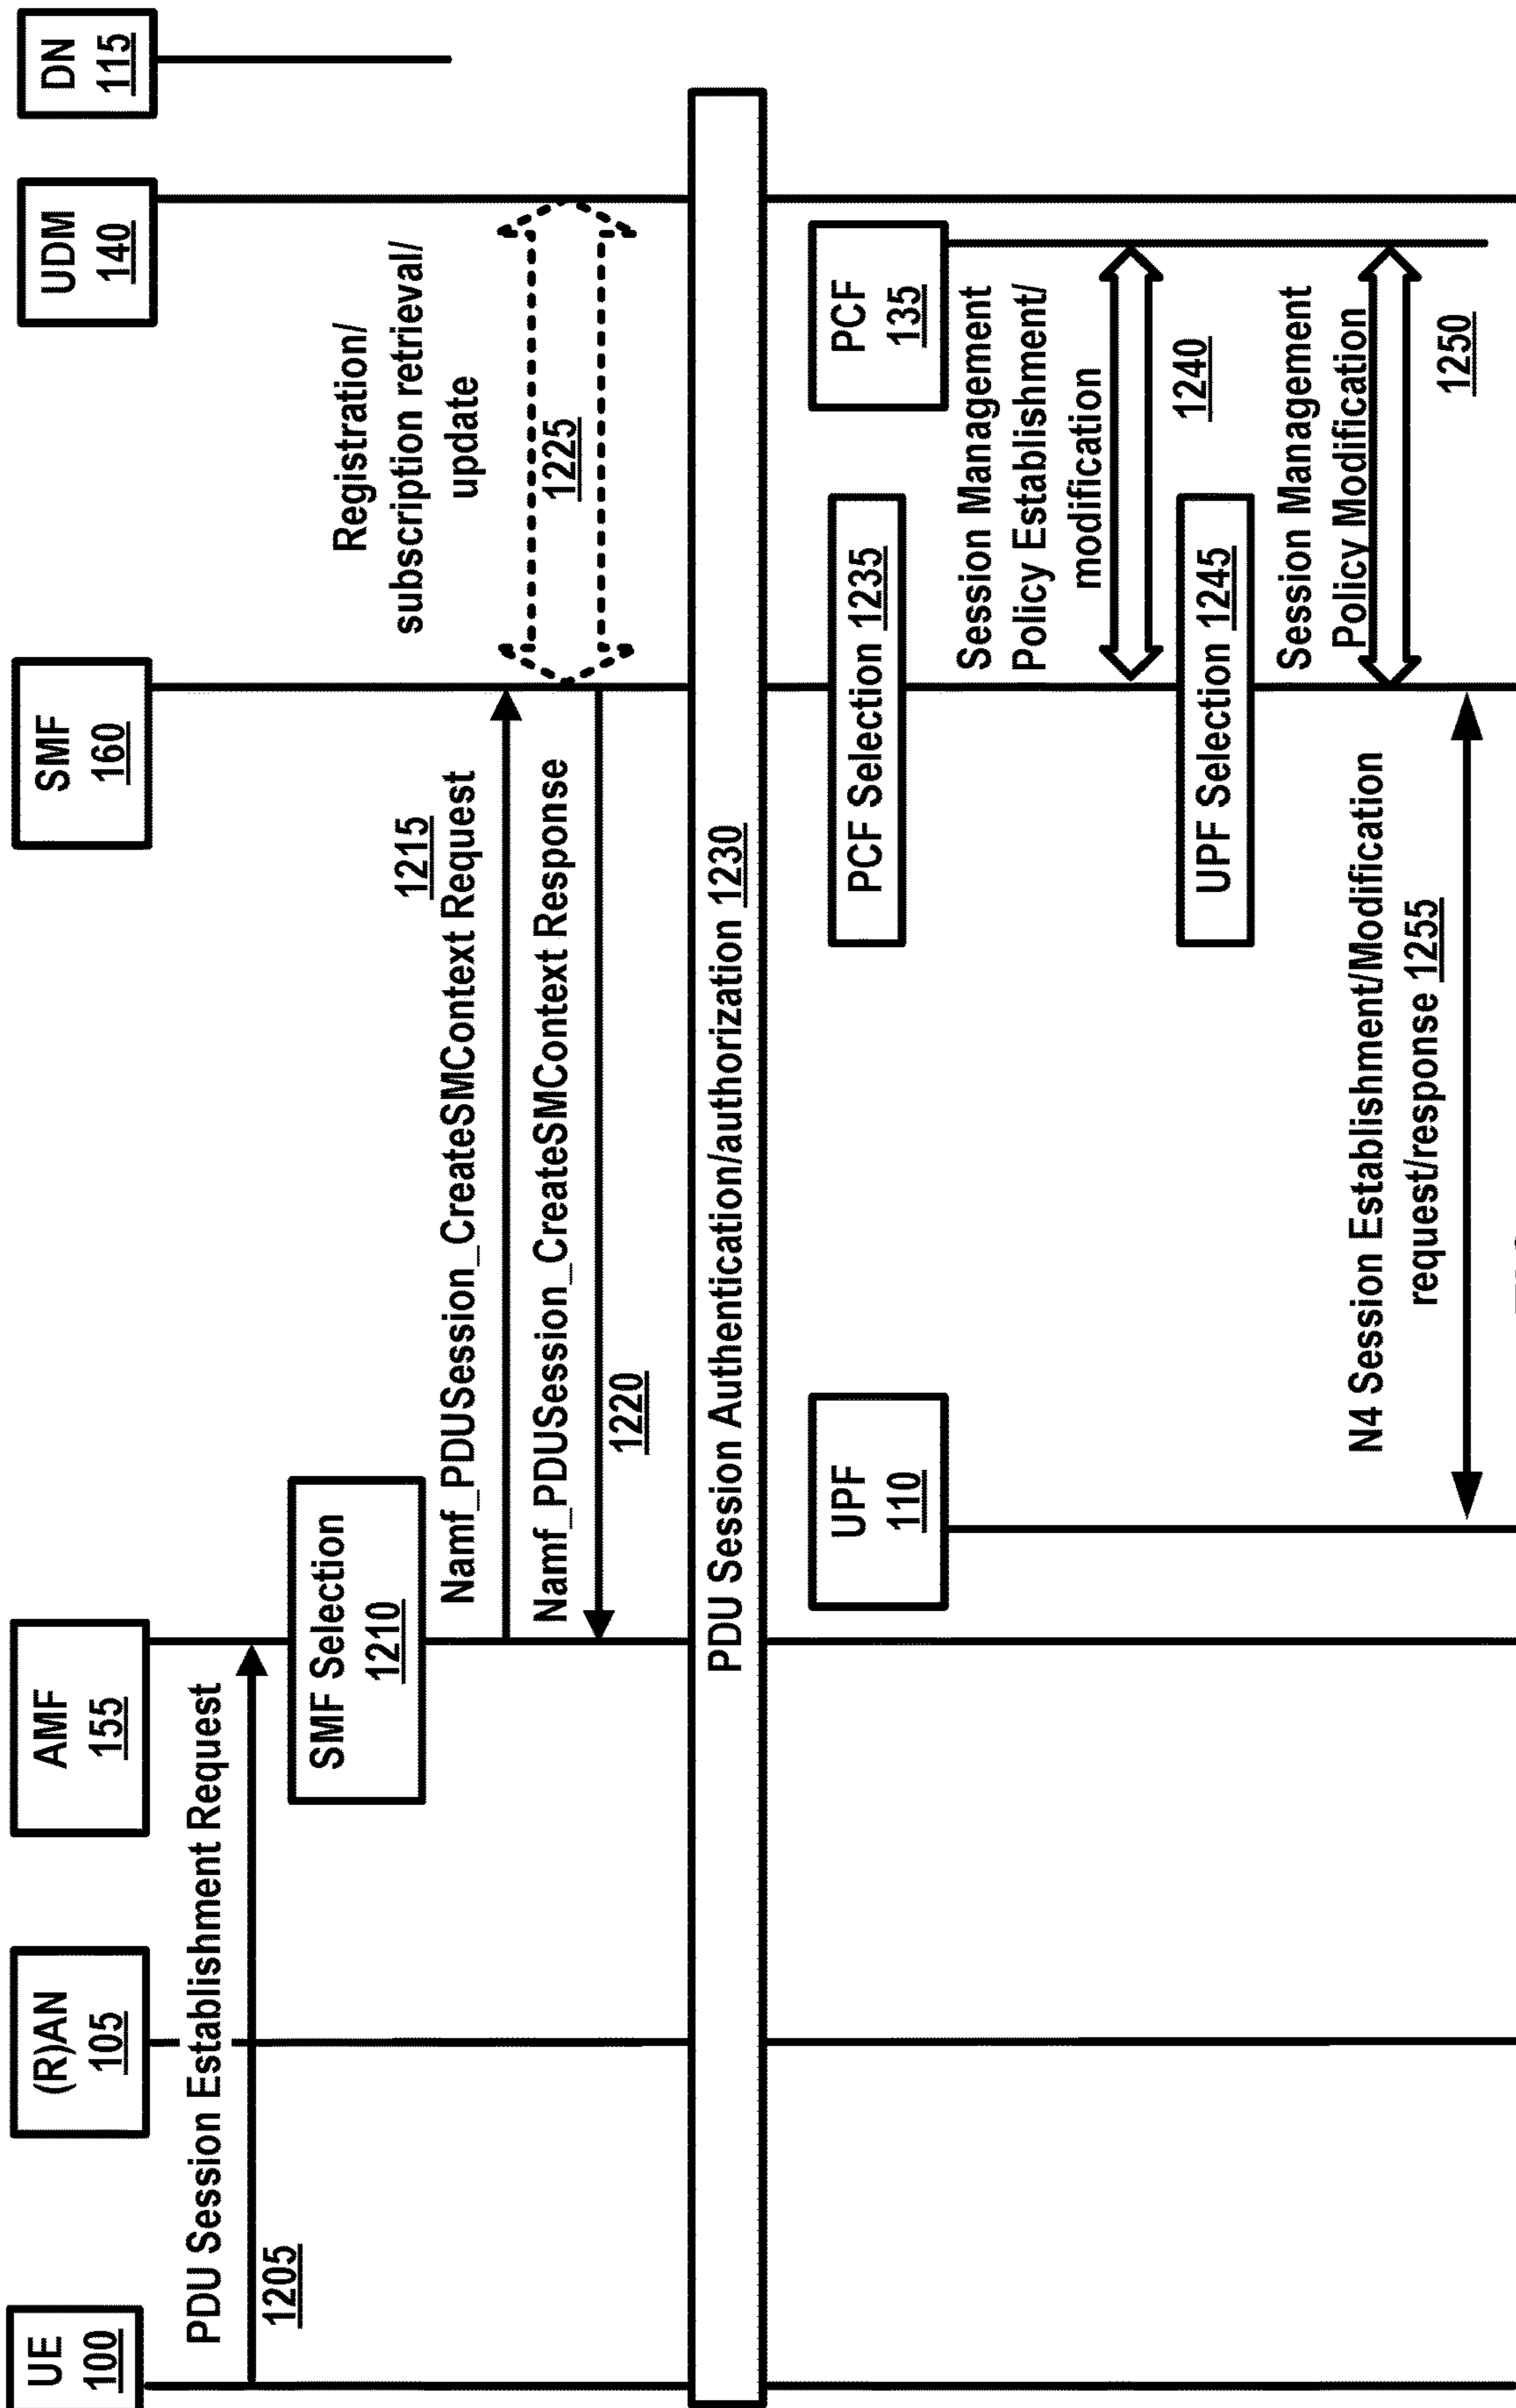 UE
100
(R)AN
105
AMF
155
SMF
160
UDM
140
DN
115
PDU Session Establishment Request
1205
SMF Selection
1210
1215
Namf_PDUSession_CreateSMContext Request
Namf_PDUSession_CreateSMContext Response
1220
Registration/
subscription retrieval/
update
1225
PDU Session Authentication/authorization 1230
UPF
110
PCF
135
PCF Selection 1235
Session Management
Policy Establishment/
modification
1240
UPF Selection 1245
Session Management
Policy Modification
1250
N4 Session Establishment/Modification
request/response 1255